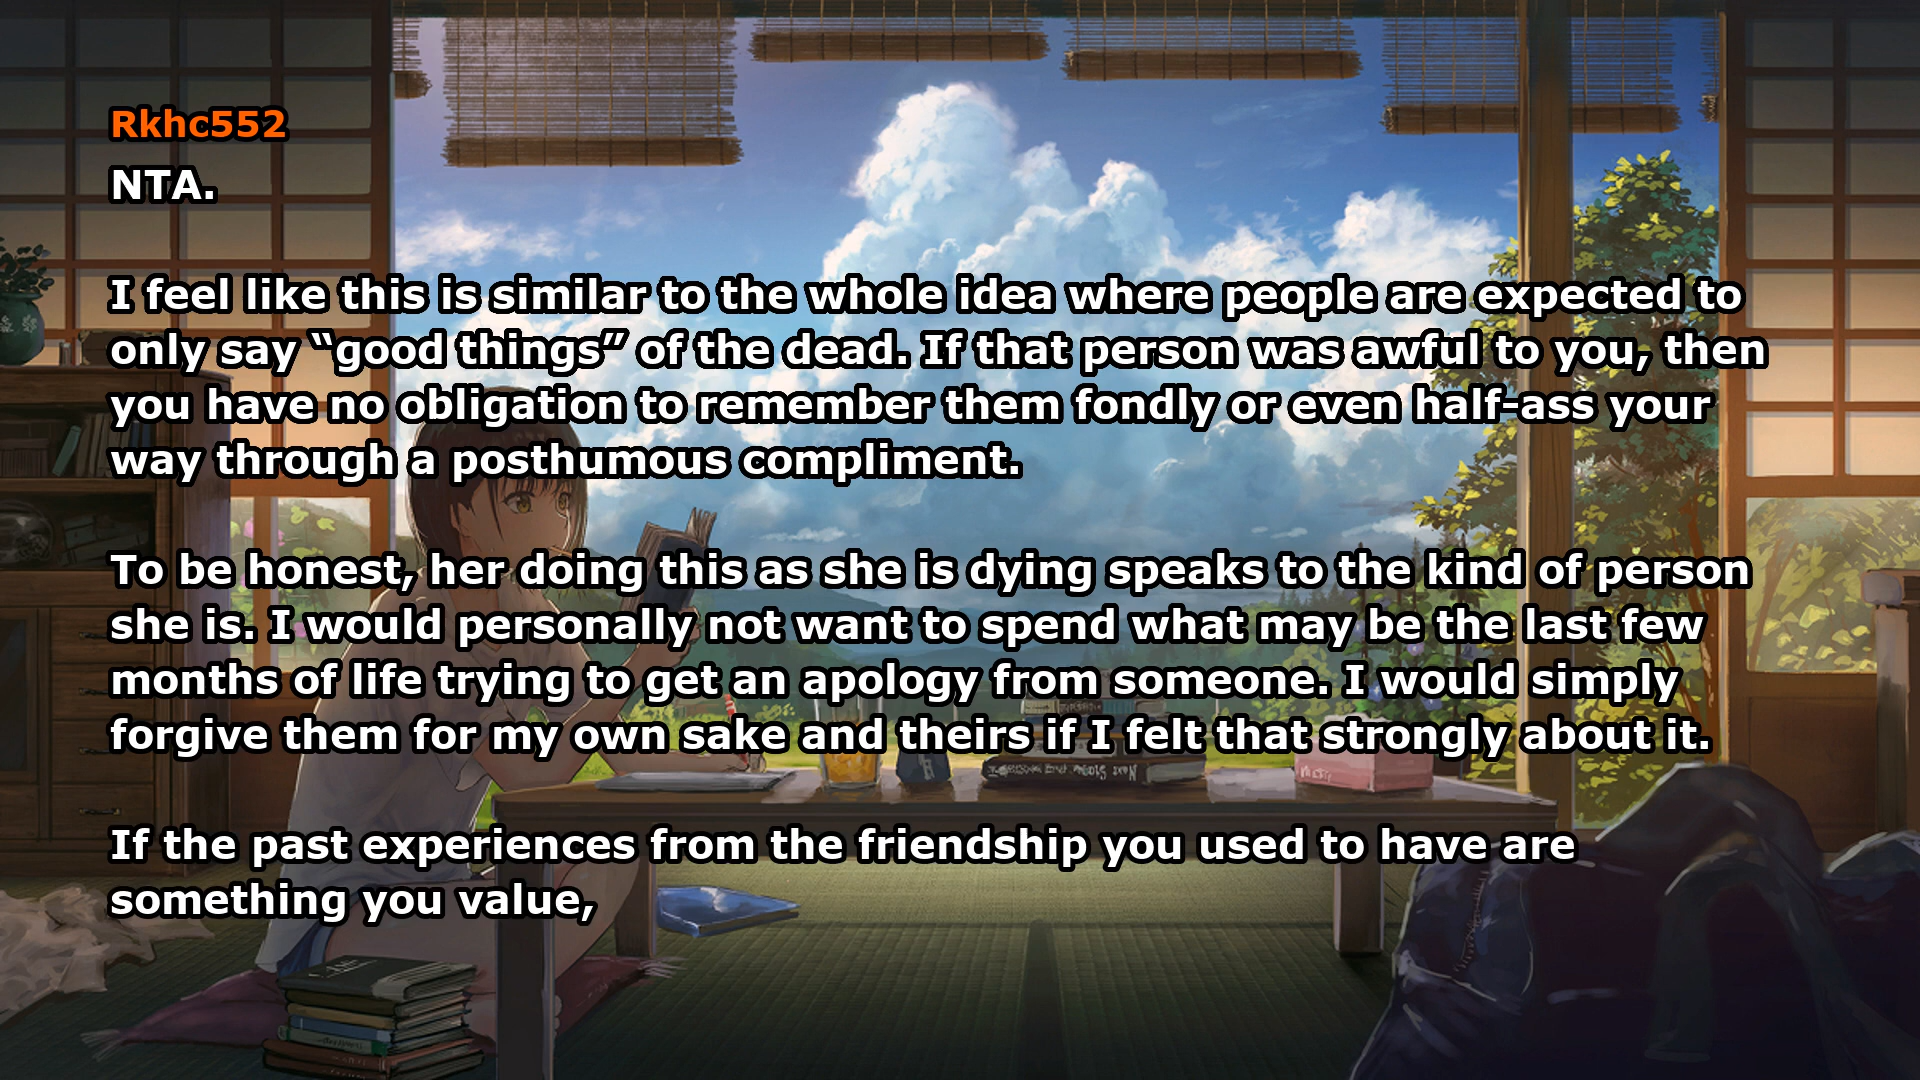 Rkhc552
NTA.
I feel like this is similar to the whole idea where people are expected to
only say “good things” of the dead. If that person was awful to you, then
you have no obligation to remember them fondly or even half-ass your
way through a posthumous compliment.
To be honest, her doing this as she is dying speaks to the kind of person
she is. I would personally not want to spend what may be the last few
months of life trying to get an apology from someone. I would simply
forgive them for my own sake and theirs if I felt that strongly about it.
If the past experiences from the friendship you used to have are
something you value,